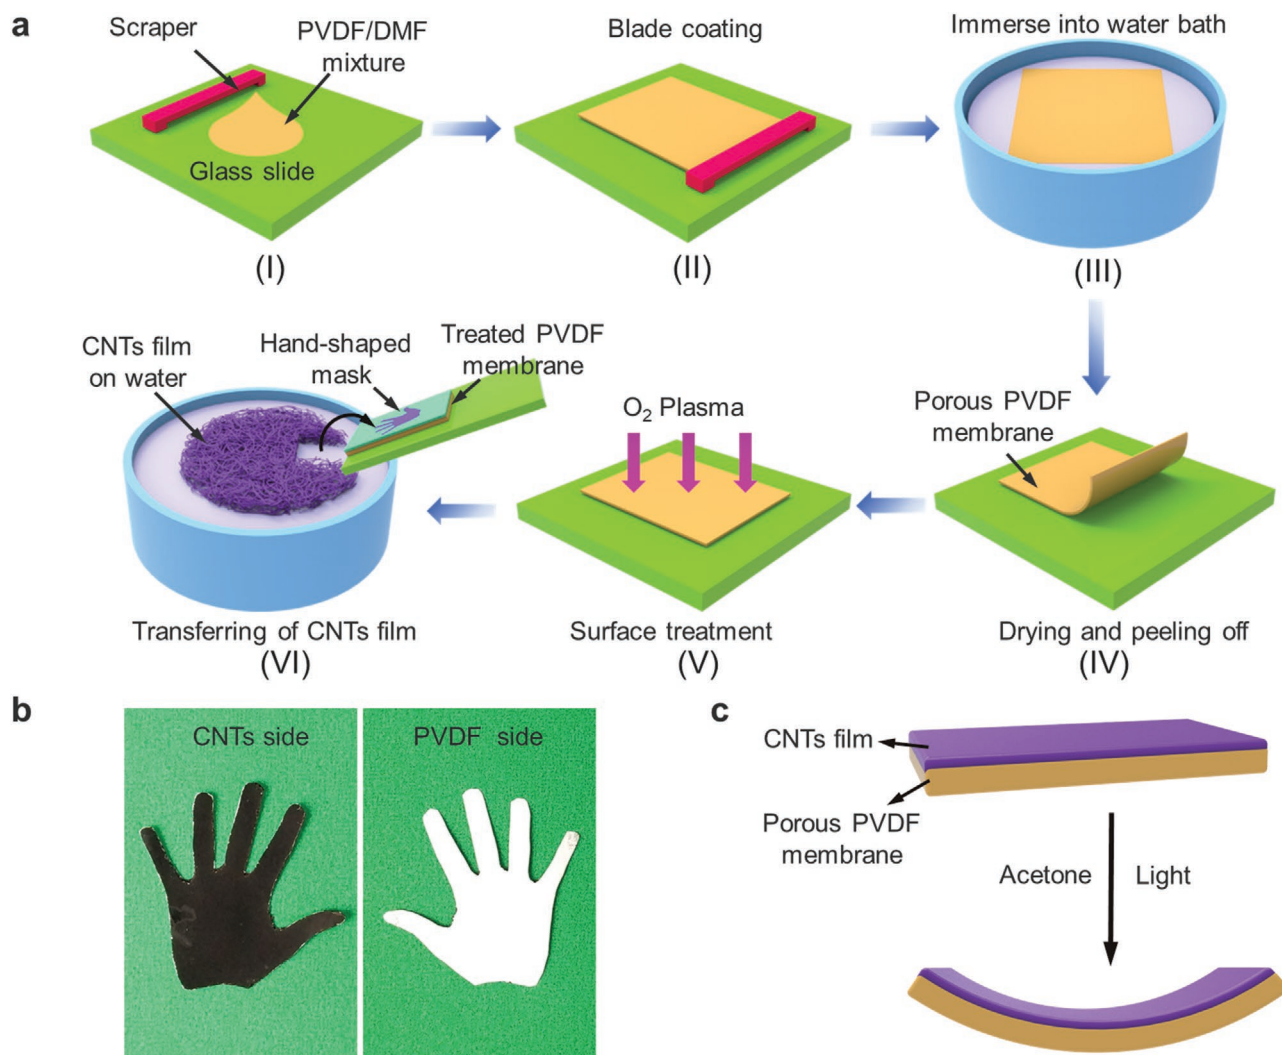 a
Scraper
PVDF/DMF
mixture
Glass slide
(I)
Blade coating
(II)
Immerse into water bath
(III)
CNTs film
on water
Hand-shaped
mask
Treated PVDF
membrane
Transferring of CNTs film
(VI)
O₂ Plasma
Surface treatment
(V)
Porous PVDF
membrane
Drying and peeling off
(IV)
b
CNTs side
PVDF side
c
CNTs film
Porous PVDF
membrane
Acetone
Light